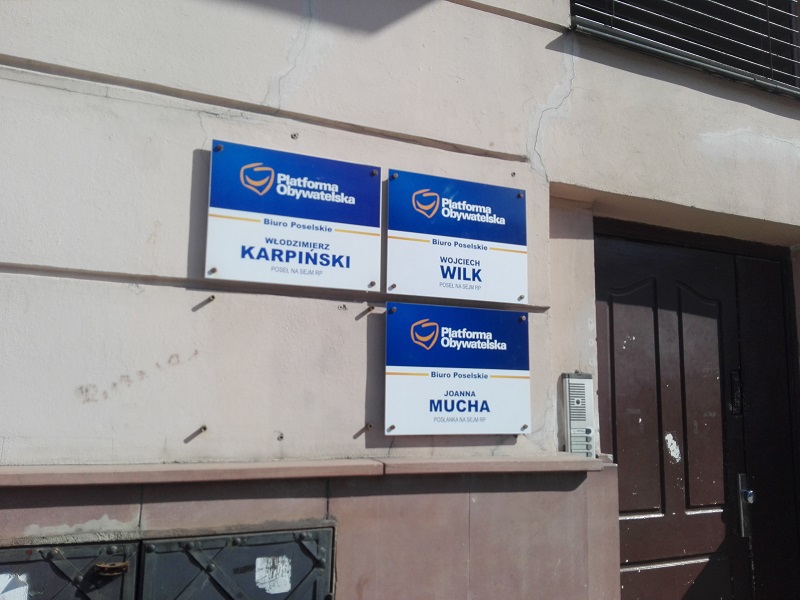 Platforma
Obywatelska
Biuro Poselskie
WŁODZIMIERZ
KARPIŃSKI
POSEŁ NA SEJM RP
Platforma
Obywatelska
Biuro Poselskie
WOJCIECH
WILK
POSEŁ NA SEJM RP
Platforma
Obywatelska
Biuro Poselskie
JOANNA
MUCHA
POSŁANKA NA SEJM RP